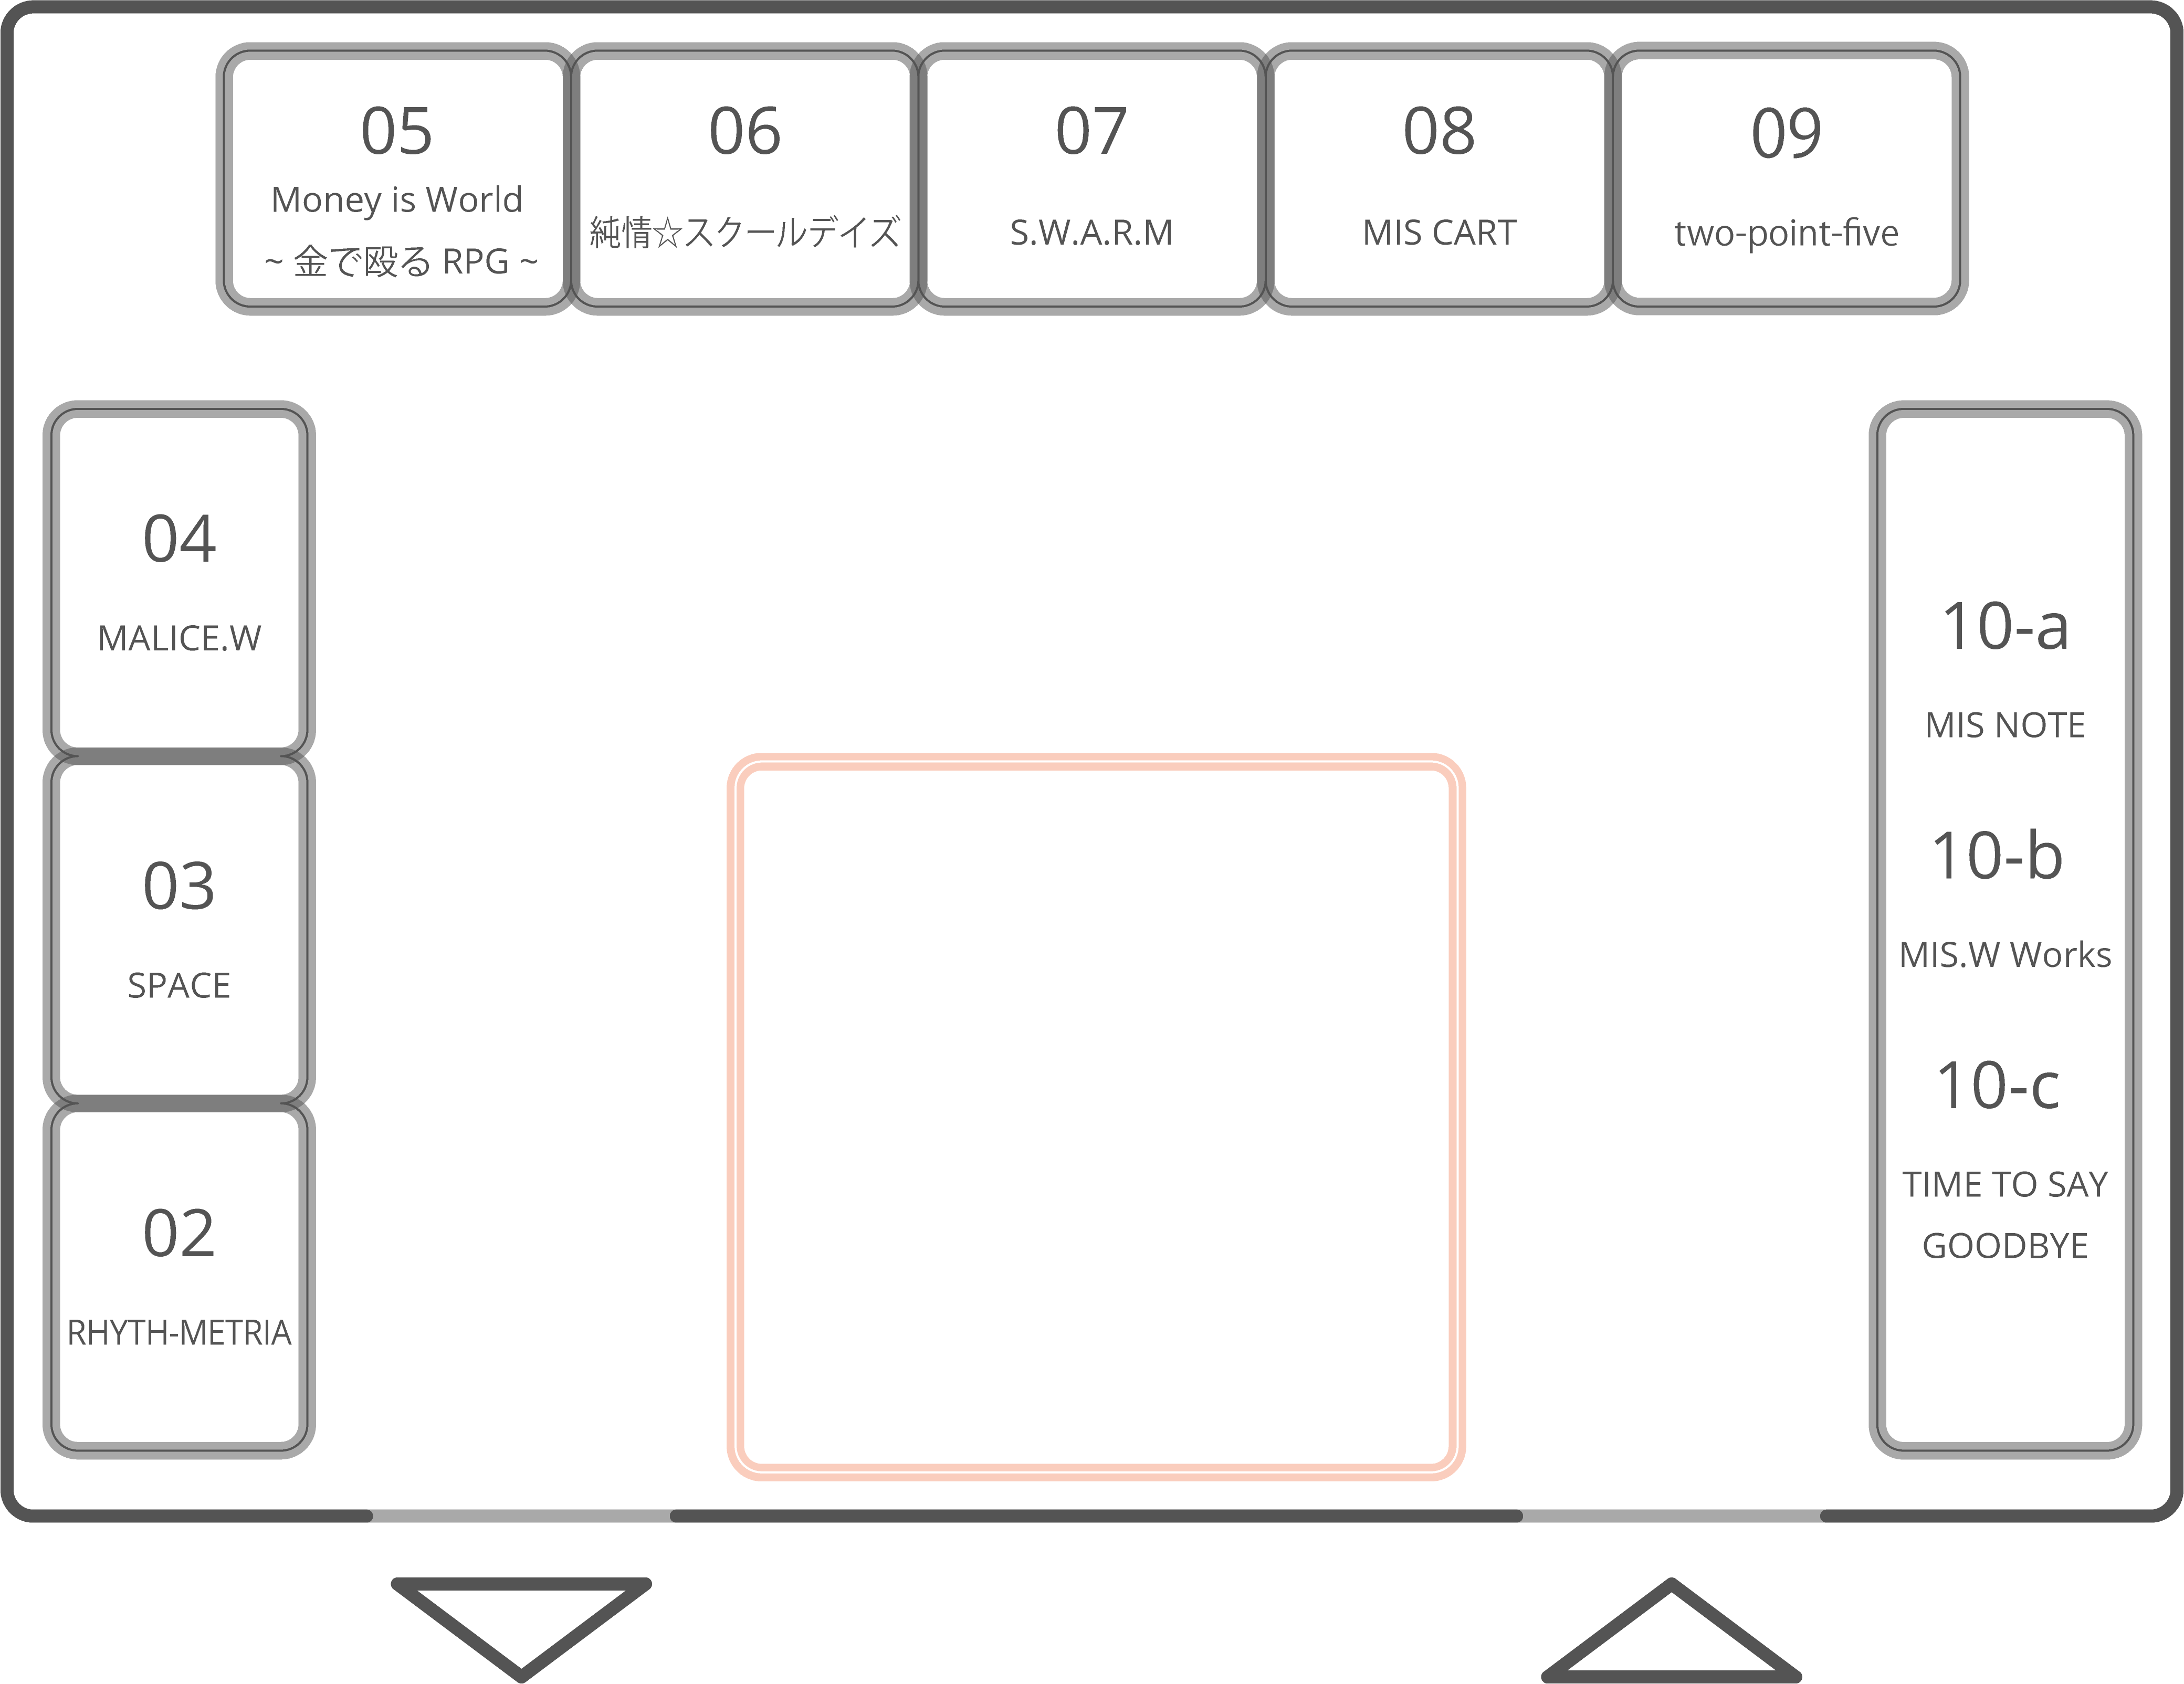 05
Money is World
~ 金で殴る RPG ~
06
純情☆スクールデイズ
07
S.W.A.R.M
08
MIS CART
09
two-point-five
04
MALICE.W
03
SPACE
02
RHYTH-METRIA
10-a
MIS NOTE
10-b
MIS.W Works
10-c
TIME TO SAY
GOODBYE